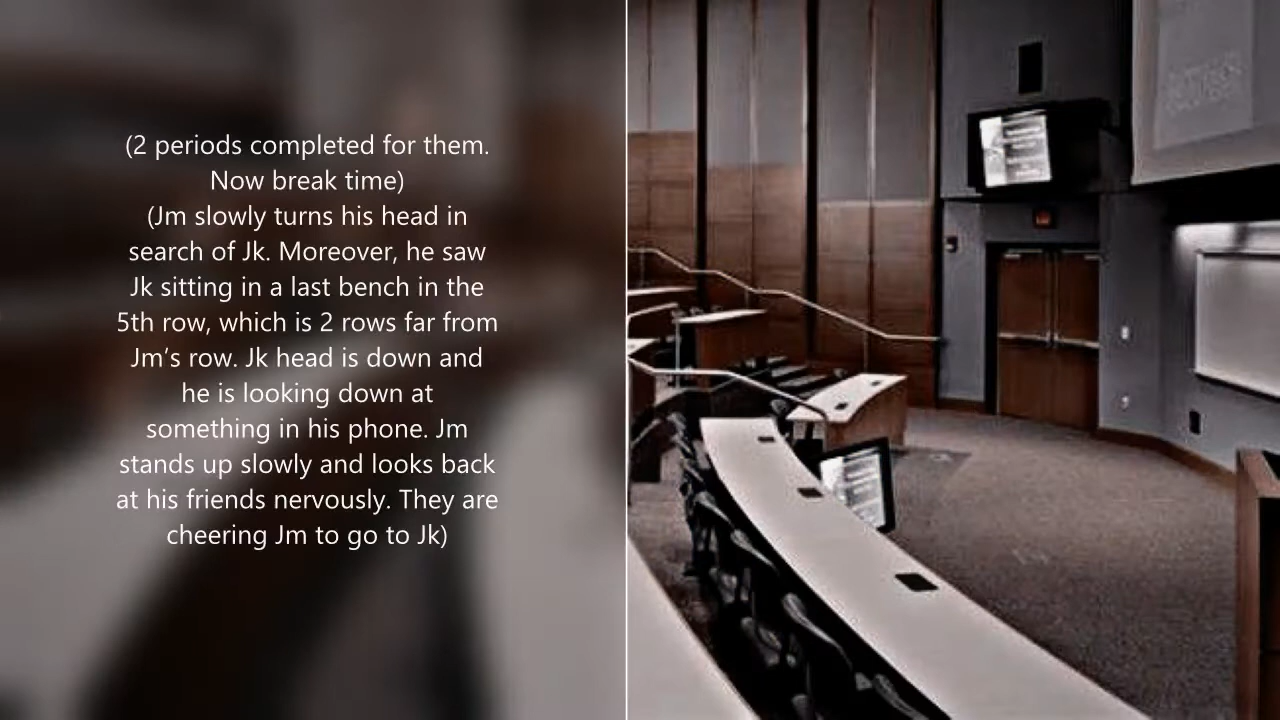 (2 periods completed for them.
Now break time)
(Jm slowly turns his head in
search of Jk. Moreover, he saw
Jk sitting in a last bench in the
5th row, which is 2 rows far from
Jm's row. Jk head is down and
he is looking down at
something in his phone. Jm
stands up slowly and looks back
at his friends nervously. They are
cheering Jm to go to Jk)